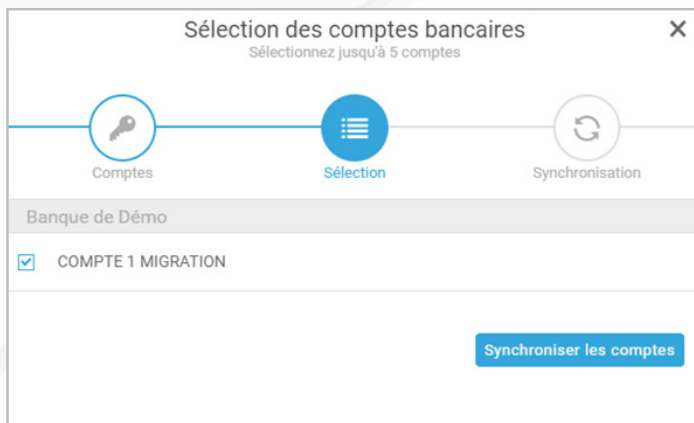 Sélection des comptes bancaires
Sélectionnez jusqu'à 5 comptes
Comptes
Sélection
Synchronisation
Banque de Démo
COMPTE 1 MIGRATION
Synchroniser les comptes